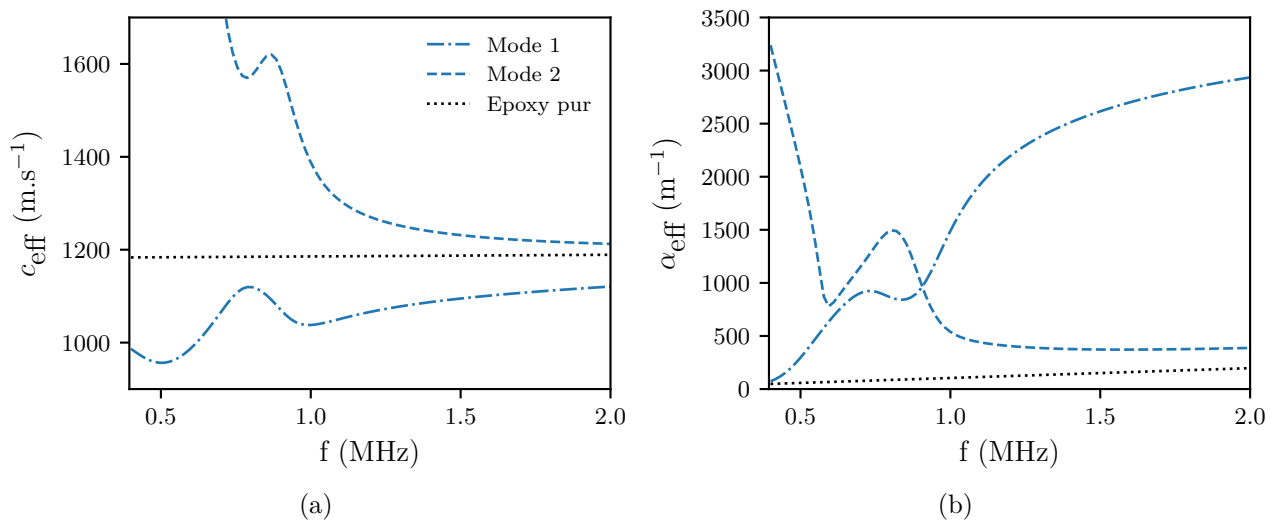 1600
1400
1200
1000
c_eff (m.s⁻¹)
Mode 1
Mode 2
Epoxy pur
0.5 1.0 1.5 2.0
f (MHz)
(a)
3500
3000
2500
2000
1500
1000
500
0
α_eff (m⁻¹)
0.5 1.0 1.5 2.0
f (MHz)
(b)